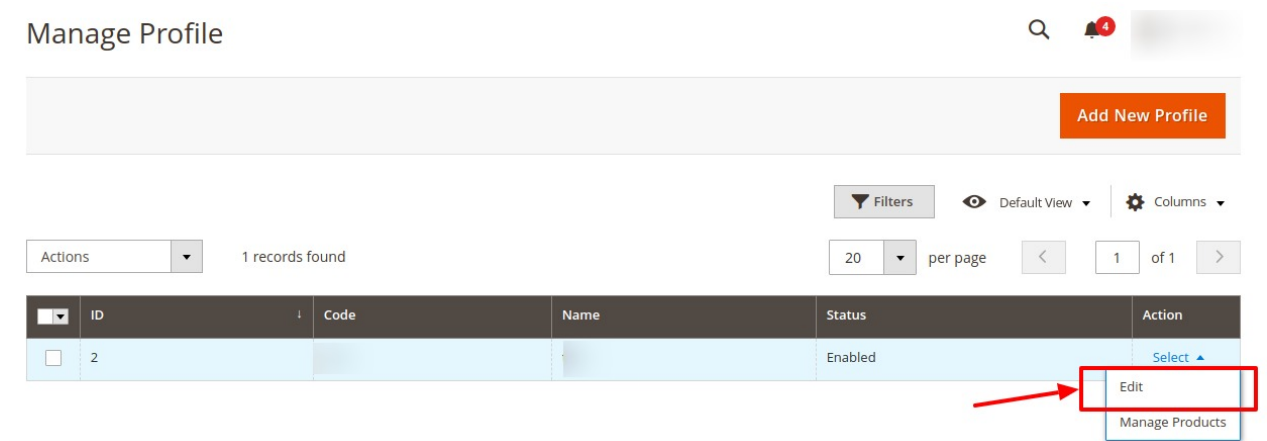 Manage Profile
4
Add New Profile
Filters
Default View
Columns
Actions
1 records found
20
per page
1
of 1
ID ↓ Code Name Status Action
2 Enabled Select
Edit
Manage Products